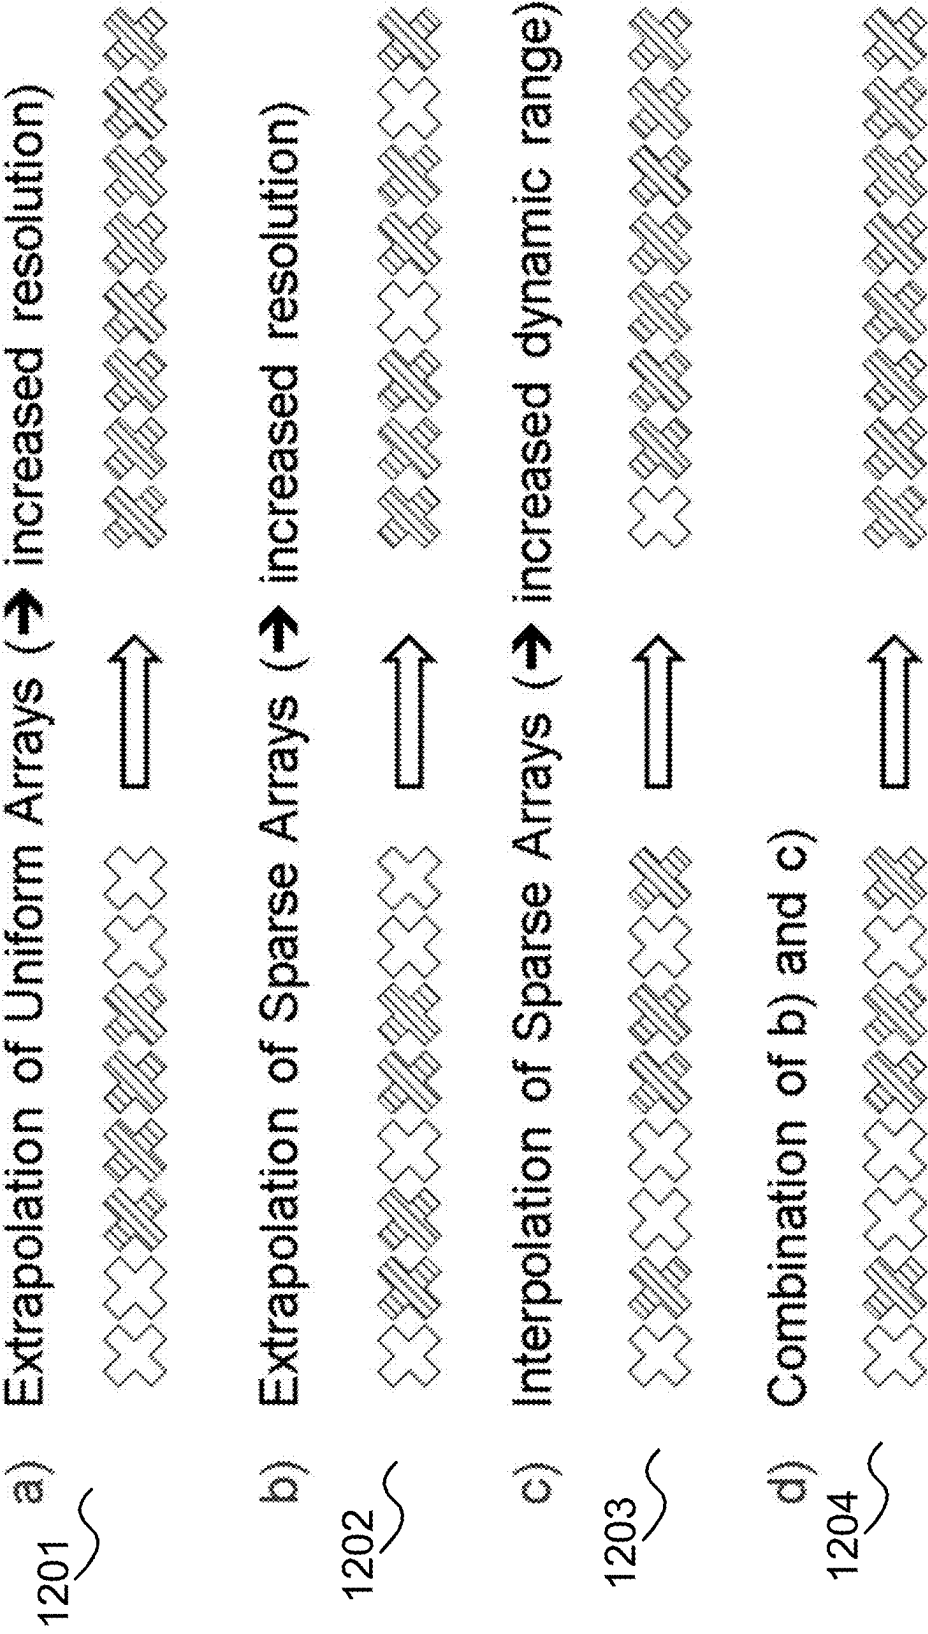 a) Extrapolation of Uniform Arrays (➔ increased resolution)
1201
b) Extrapolation of Sparse Arrays (➔ increased resolution)
1202
c) Interpolation of Sparse Arrays (➔ increased dynamic range)
1203
d) Combination of b) and c)
1204